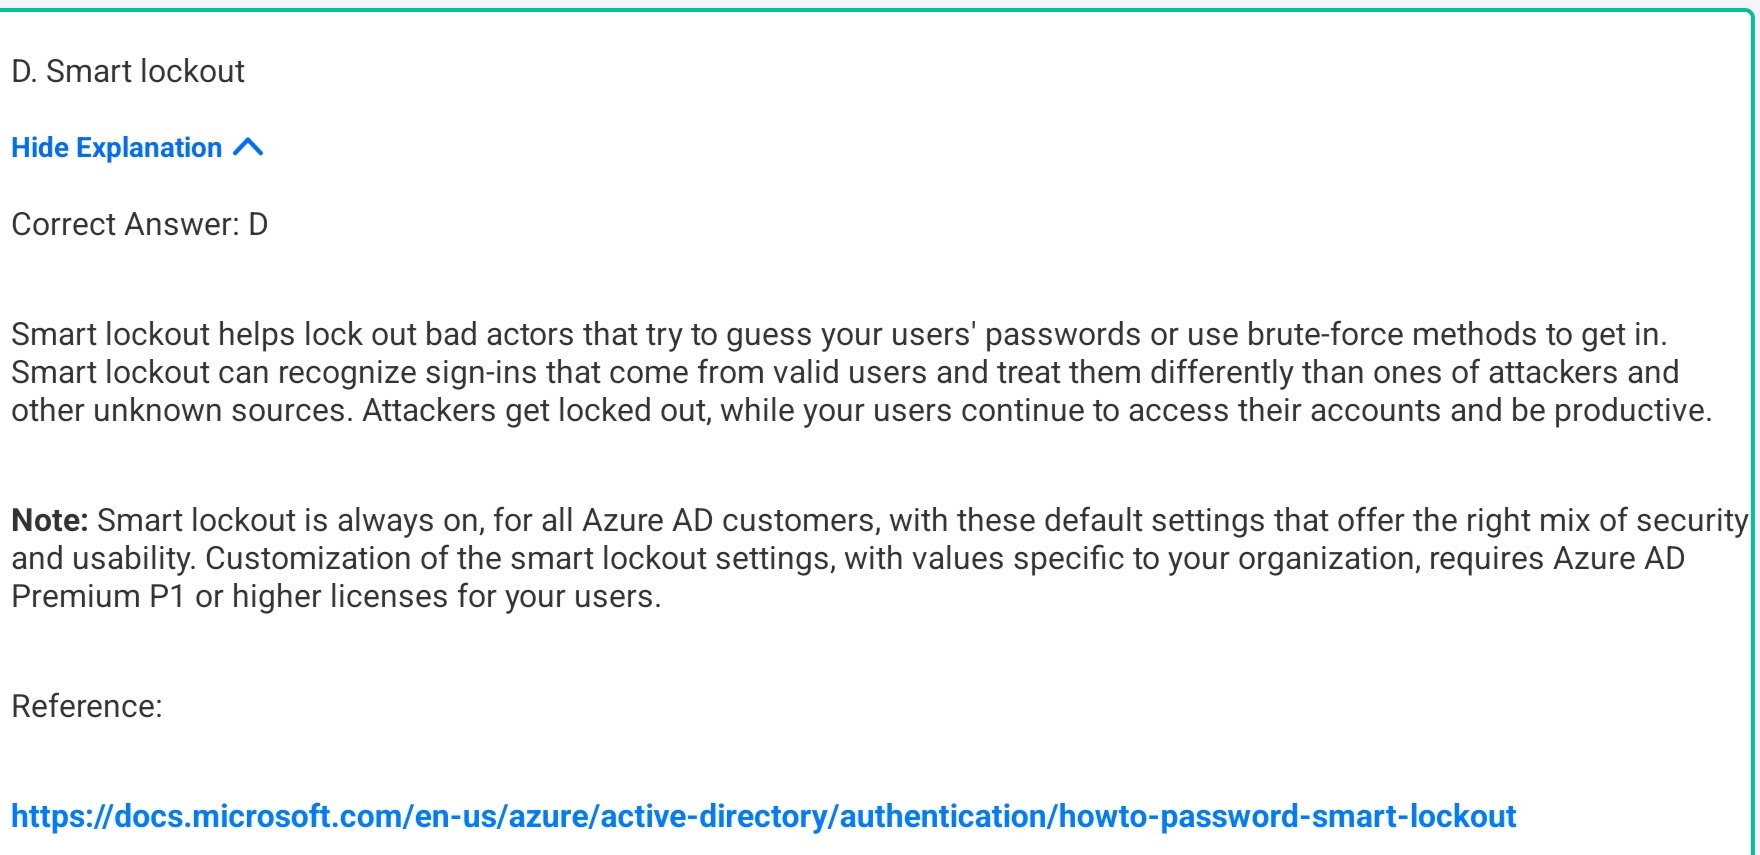 D. Smart lockout
Hide Explanation
Correct Answer: D
Smart lockout helps lock out bad actors that try to guess your users' passwords or use brute-force methods to get in.
Smart lockout can recognize sign-ins that come from valid users and treat them differently than ones of attackers and
other unknown sources. Attackers get locked out, while your users continue to access their accounts and be productive.
Note: Smart lockout is always on, for all Azure AD customers, with these default settings that offer the right mix of security
and usability. Customization of the smart lockout settings, with values specific to your organization, requires Azure AD
Premium P1 or higher licenses for your users.
Reference:
https://docs.microsoft.com/en-us/azure/active-directory/authentication/howto-password-smart-lockout